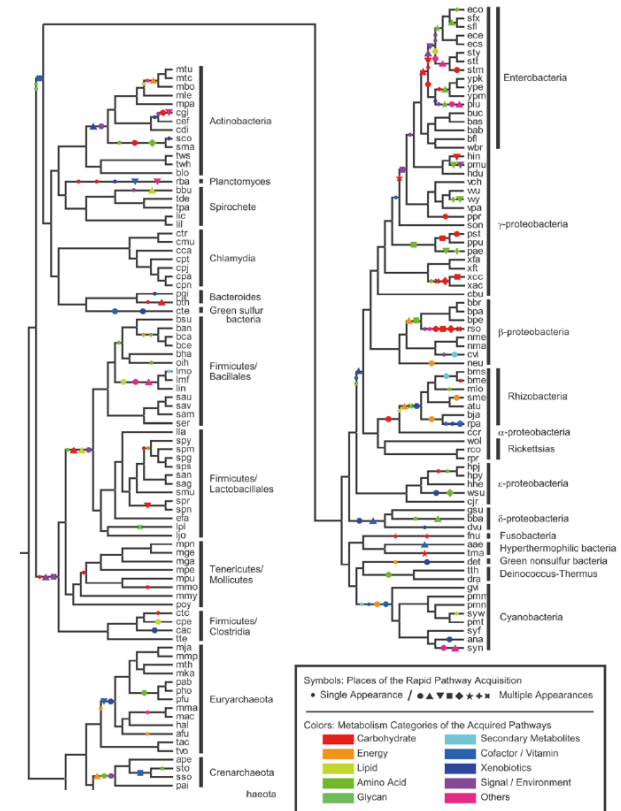 mtu
mtc
mbo
mle
mpa
cgl
cef
cdi
sco
sma
tws
twh
blo
Actinobacteria
rba
Planctomyces
bbu
tde
tpa
lic
lil
Spirochete
ctr
cmu
cca
cpt
cpj
cpa
cpn
Chlamydia
pgi
bth
Bacteroides
cte
Green sulfur
bacteria
bsu
ban
bca
bce
bha
oih
lmo
lmf
lin
sau
sav
sam
ser
Firmicutes/
Bacillales
lla
spy
spm
spg
sps
san
sag
smu
spr
spn
efa
lpl
ljo
Firmicutes/
Lactobacillales
mpn
mge
mga
mpe
mpu
mmo
mmy
poy
Tenericutes/
Mollicutes
ctc
cpe
cac
tte
Firmicutes/
Clostridia
mja
mmp
mth
mka
pab
pho
pfu
mma
mac
hal
afu
tac
tvo
Euryarchaeota
ape
sto
sso
pai
Crenarchaeota
haeota
eco
sfx
sfl
ece
ecs
sty
stt
stm
ypk
ype
ypm
plu
buc
bas
bab
bfl
wbr
Enterobacteria
hin
pmu
hdu
vch
vvu
vvy
vpa
ppr
son
pst
ppu
pae
xfa
xft
xcc
xac
cbu
γ-proteobacteria
bbr
bpa
bpe
rso
nme
nma
cvi
neu
β-proteobacteria
bms
bme
mlo
sme
atu
bja
rpa
Rhizobacteria
ccr
α-proteobacteria
wol
rco
rpr
Rickettsias
hpj
hpy
hhe
wsu
cjr
ε-proteobacteria
gsu
bba
dvu
δ-proteobacteria
fnu
Fusobacteria
aae
tma
Hyperthermophilic bacteria
det
Green nonsulfur bacteria
tth
dra
Deinococcus-Thermus
gvi
pmm
pmn
syw
pmt
syf
ana
syn
Cyanobacteria
Symbols: Places of the Rapid Pathway Acquisition
Single Appearance / Multiple Appearances
Colors: Metabolism Categories of the Acquired Pathways
Carbohydrate
Secondary Metabolites
Energy
Cofactor / Vitamin
Lipid
Xenobiotics
Amino Acid
Signal / Environment
Glycan
Others